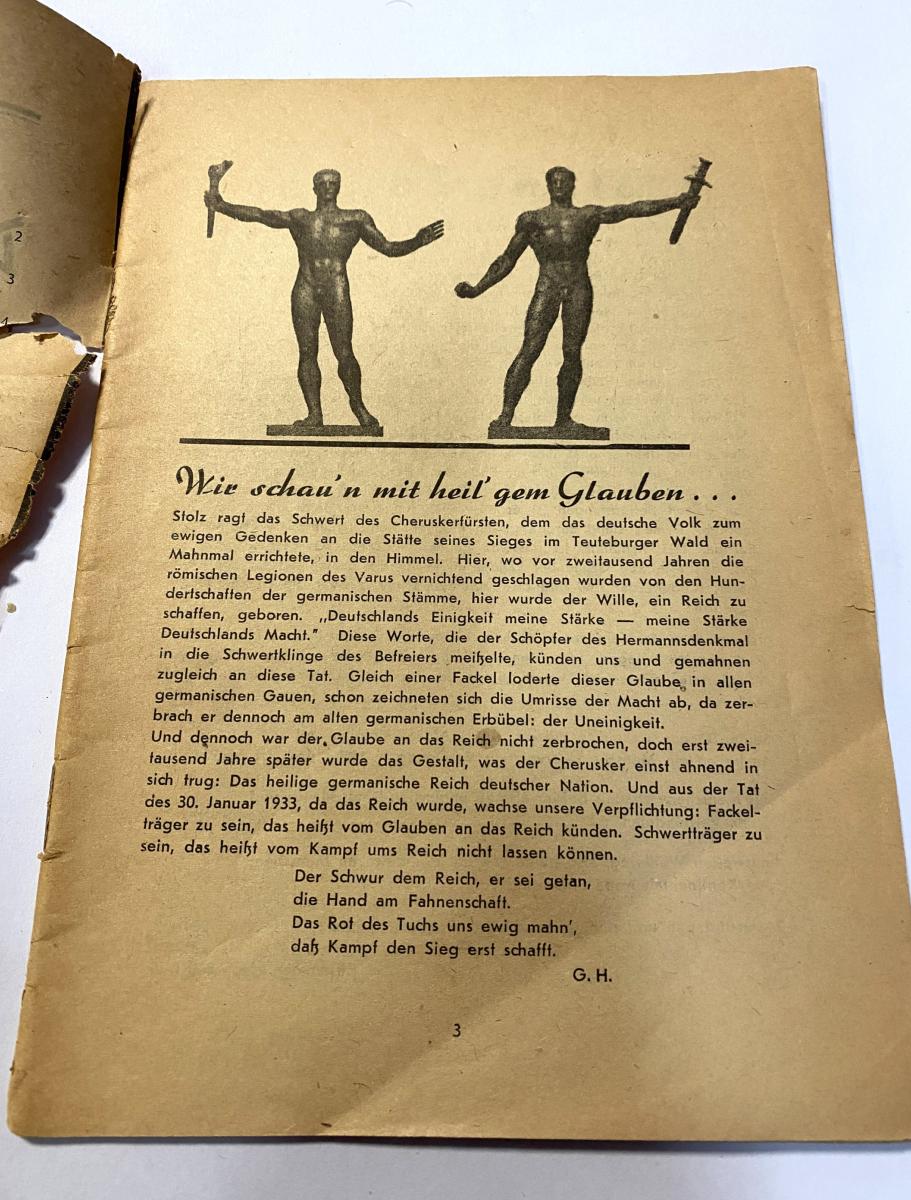 2
3
4
Wir schau'n mit heil'gem Glauben . . .
Stolz ragt das Schwert des Cheruskerfürsten, dem das deutsche Volk zum
ewigen Gedenken an die Stätte seines Sieges im Teuteburger Wald ein
Mahnmal errichtete, in den Himmel. Hier, wo vor zweitausend Jahren die
römischen Legionen des Varus vernichtend geschlagen wurden von den Hun-
dertschaften der germanischen Stämme, hier wurde der Wille, ein Reich zu
schaffen, geboren. „Deutschlands Einigkeit meine Stärke — meine Stärke
Deutschlands Macht." Diese Worte, die der Schöpfer des Hermannsdenkmal
in die Schwertklinge des Befreiers meißelte, künden uns und gemahnen
zugleich an diese Tat. Gleich einer Fackel loderte dieser Glaube in allen
germanischen Gauen, schon zeichneten sich die Umrisse der Macht ab, da zer-
brach er dennoch am alten germanischen Erbübel: der Uneinigkeit.
Und dennoch war der Glaube an das Reich nicht zerbrochen, doch erst zwei-
tausend Jahre später wurde das Gestalt, was der Cherusker einst ahnend in
sich trug: Das heilige germanische Reich deutscher Nation. Und aus der Tat
des 30. Januar 1933, da das Reich wurde, wachse unsere Verpflichtung: Fackel-
träger zu sein, das heißt vom Glauben an das Reich künden. Schwertträger zu
sein, das heißt vom Kampf ums Reich nicht lassen können.
Der Schwur dem Reich, er sei getan,
die Hand am Fahnenschaft.
Das Rot des Tuchs uns ewig mahn',
daß Kampf den Sieg erst schafft.
G. H.
3